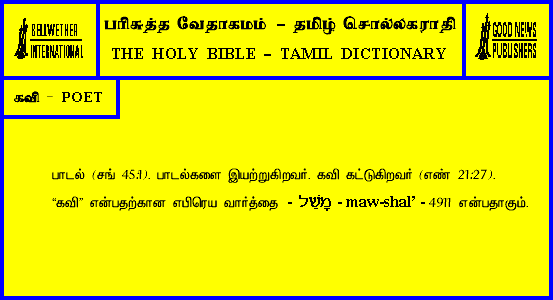 BELLWETHER
INTERNATIONAL
பரிசுத்த வேதாகமம் - தமிழ் சொல்லகராதி
THE HOLY BIBLE - TAMIL DICTIONARY
GOOD NEWS
PUBLISHERS
கவி - POET
பாடல் (சங் 45:1). பாடல்களை இயற்றுகிறவர். கவி கட்டுகிறவர் (எண் 21:27).
“கவி” என்பதற்கான எபிரெய வார்த்தை - מָשַׁל - maw-shal’ - 4911 என்பதாகும்.